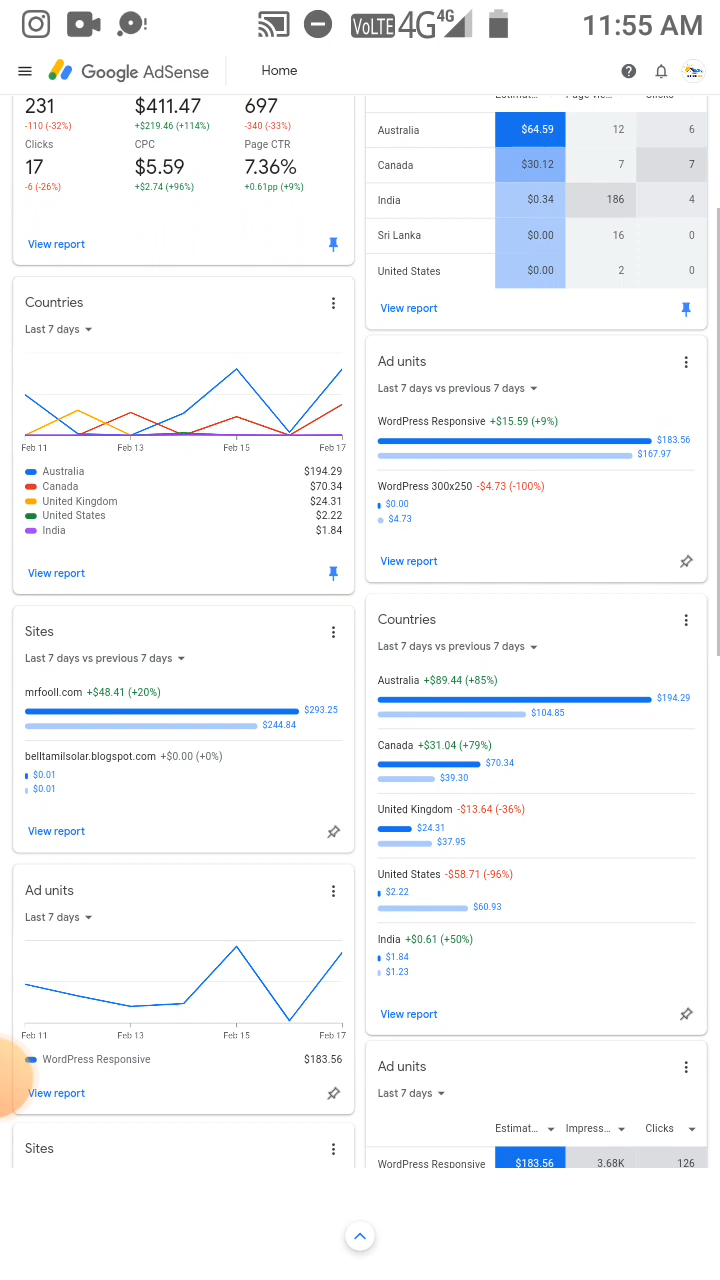 VoLTE 4G 4G 11:55 AM
Google AdSense
Home
231 $411.47 697
-110 (-32%) +$219.46 (+114%) -340 (-33%)
Clicks CPC Page CTR
17 $5.59 7.36%
-6 (-26%) +$2.74 (+96%) +0.61pp (+9%)
View report
Countries
Last 7 days
Feb 11 Feb 13 Feb 15 Feb 17
Australia $194.29
Canada $70.34
United Kingdom $24.31
United States $2.22
India $1.84
View report
Sites
Last 7 days vs previous 7 days
mrfooll.com +$48.41 (+20%)
$293.25
$244.84
belltamilsolar.blogspot.com +$0.00 (+0%)
$0.01
$0.01
View report
Ad units
Last 7 days
Feb 11 Feb 13 Feb 15 Feb 17
WordPress Responsive $183.56
View report
Sites
Australia $64.59 12 6
Canada $30.12 7 7
India $0.34 186 4
Sri Lanka $0.00 16 0
United States $0.00 2 0
View report
Ad units
Last 7 days vs previous 7 days
WordPress Responsive +$15.59 (+9%)
$183.56
$167.97
WordPress 300x250 -$4.73 (-100%)
$0.00
$4.73
View report
Countries
Last 7 days vs previous 7 days
Australia +$89.44 (+85%)
$194.29
$104.85
Canada +$31.04 (+79%)
$70.34
$39.30
United Kingdom -$13.64 (-36%)
$24.31
$37.95
United States -$58.71 (-96%)
$2.22
$60.93
India +$0.61 (+50%)
$1.84
$1.23
View report
Ad units
Last 7 days
Estimat... Impress... Clicks
WordPress Responsive $183.56 3.68K 126